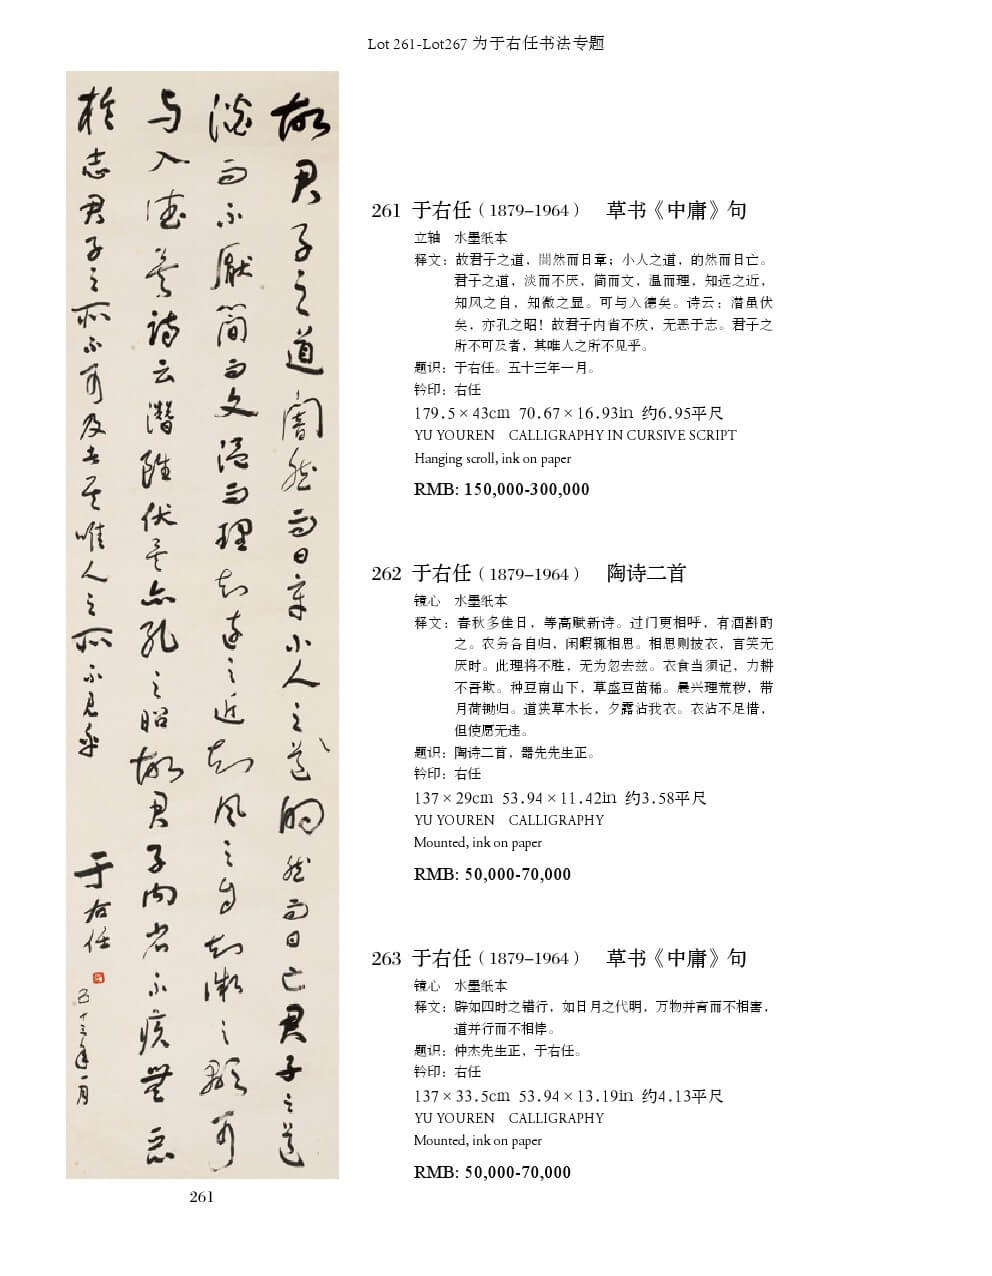 Lot 261-Lot267 为于右任书法专题
故君子之道闇然而日章小人之道的然而日亡君子之道
淡而不厭簡而文温而理知遠之近知風之自知微之顯可
与入德矣詩云潛雖伏矣亦孔之昭故君子内省不疚無惡
於志君子之所不可及者其唯人之所不見乎
于右任
五十三年一月
261
261 于右任（1879–1964） 草书《中庸》句
立轴 水墨纸本
释文：故君子之道，闇然而日章；小人之道，的然而日亡。
君子之道，淡而不厌，简而文，温而理，知远之近，
知风之自，知微之显。可与入德矣。诗云：潜虽伏
矣，亦孔之昭！故君子内省不疚，无恶于志。君子之
所不可及者，其唯人之所不见乎。
题识：于右任。五十三年一月。
钤印：右任
179.5×43cm 70.67×16.93in 约6.95平尺
YU YOUREN CALLIGRAPHY IN CURSIVE SCRIPT
Hanging scroll, ink on paper
RMB: 150,000-300,000
262 于右任（1879–1964） 陶诗二首
镜心 水墨纸本
释文：春秋多佳日，等高赋新诗。过门更相呼，有酒斟酌
之。农务各自归，闲暇辄相思。相思则披衣，言笑无
厌时。此理将不胜，无为忽去兹。衣食当须记，力耕
不吾欺。种豆南山下，草盛豆苗稀。晨兴理荒秽，带
月荷锄归。道狭草木长，夕露沾我衣。衣沾不足惜，
但使愿无违。
题识：陶诗二首，器先先生正。
钤印：右任
137×29cm 53.94×11.42in 约3.58平尺
YU YOUREN CALLIGRAPHY
Mounted, ink on paper
RMB: 50,000-70,000
263 于右任（1879–1964） 草书《中庸》句
镜心 水墨纸本
释文：辟如四时之错行，如日月之代明，万物并育而不相害，
道并行而不相悖。
题识：仲杰先生正，于右任。
钤印：右任
137×33.5cm 53.94×13.19in 约4.13平尺
YU YOUREN CALLIGRAPHY
Mounted, ink on paper
RMB: 50,000-70,000